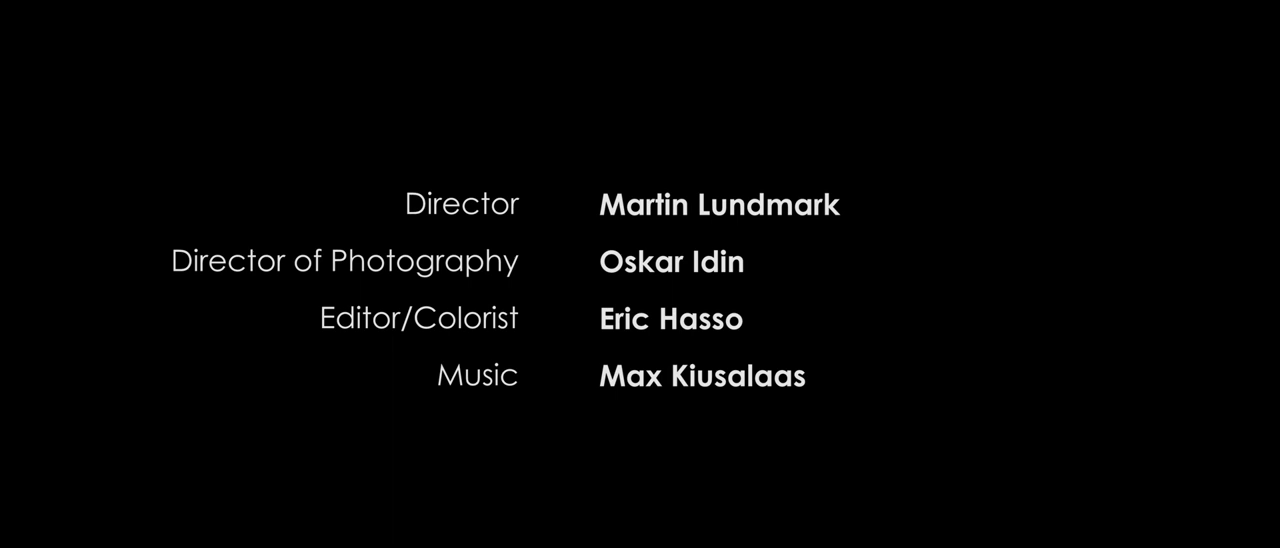 Director Martin Lundmark
Director of Photography Oskar Idin
Editor/Colorist Eric Hasso
Music Max Kiusalaas